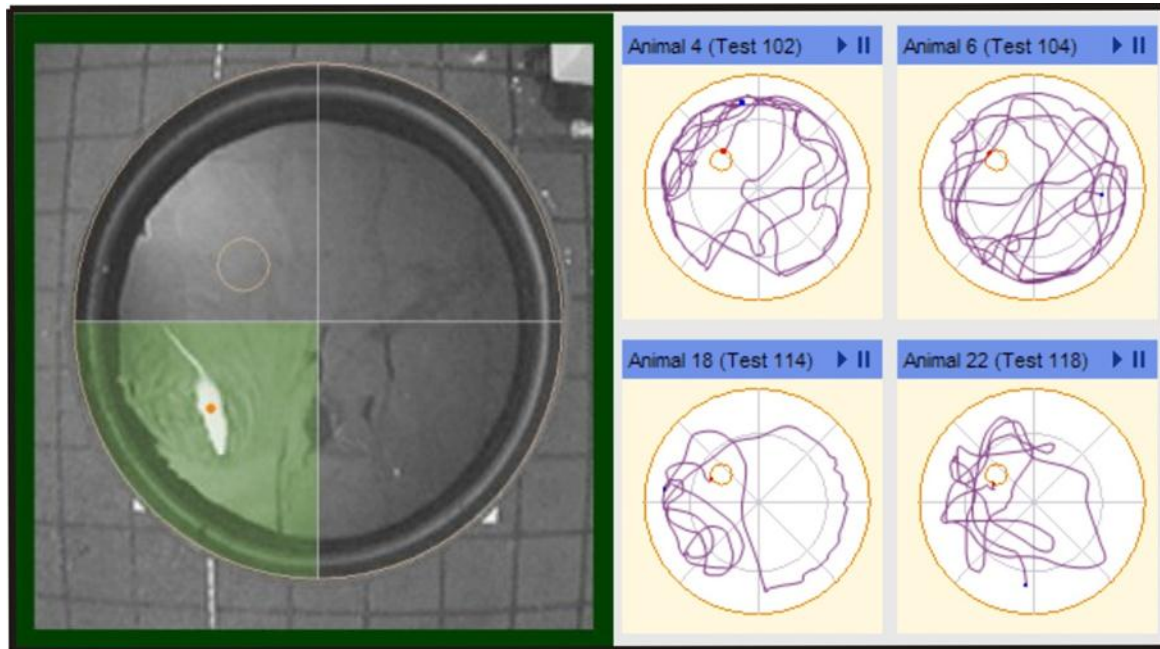 Animal 4 (Test 102)
Animal 6 (Test 104)
Animal 18 (Test 114)
Animal 22 (Test 118)